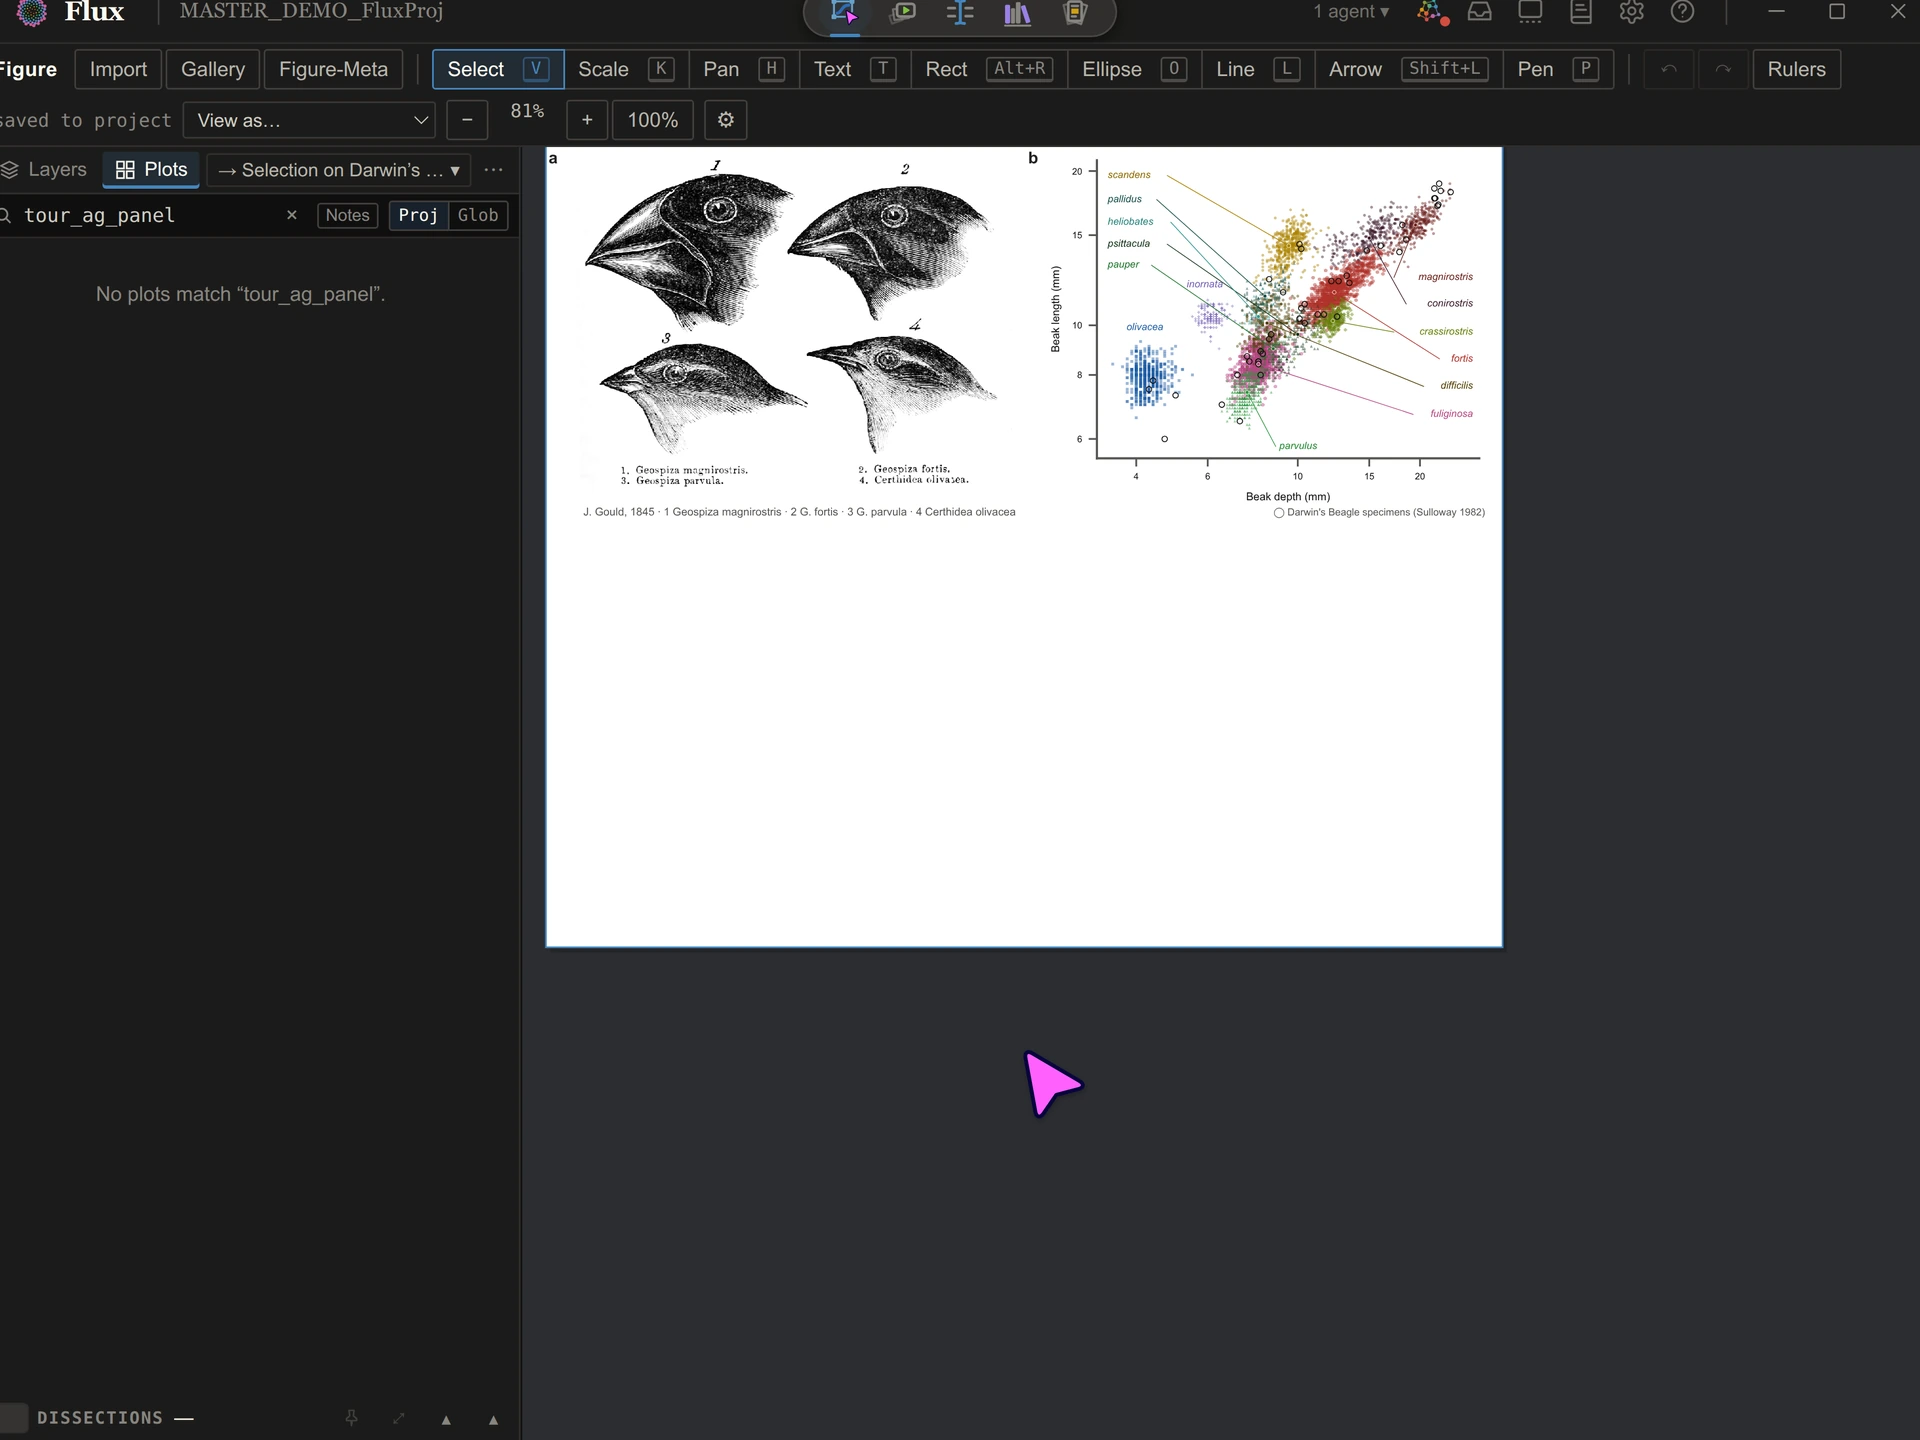 Flux MASTER_DEMO_FluxProj 1 agent ▾
Figure Import Gallery Figure-Meta Select V Scale K Pan H Text T Rect Alt+R Ellipse O Line L Arrow Shift+L Pen P Rulers
saved to project View as… − 81% + 100%
Layers Plots → Selection on Darwin's … ▾ ···
tour_ag_panel × Notes Proj Glob
No plots match “tour_ag_panel”.
a
1
2
3
4
1. Geospiza magnirostris. 2. Geospiza fortis.
3. Geospiza parvula. 4. Certhidea olivasea.
J. Gould, 1845 · 1 Geospiza magnirostris · 2 G. fortis · 3 G. parvula · 4 Certhidea olivacea
b
20
15
10
8
6
Beak length (mm)
scandens
pallidus
heliobates
psittacula
pauper
inornata
olivacea
magnirostris
conirostris
crassirostris
fortis
difficilis
fuliginosa
parvulus
4 6 10 15 20
Beak depth (mm)
Darwin's Beagle specimens (Sulloway 1982)
DISSECTIONS —